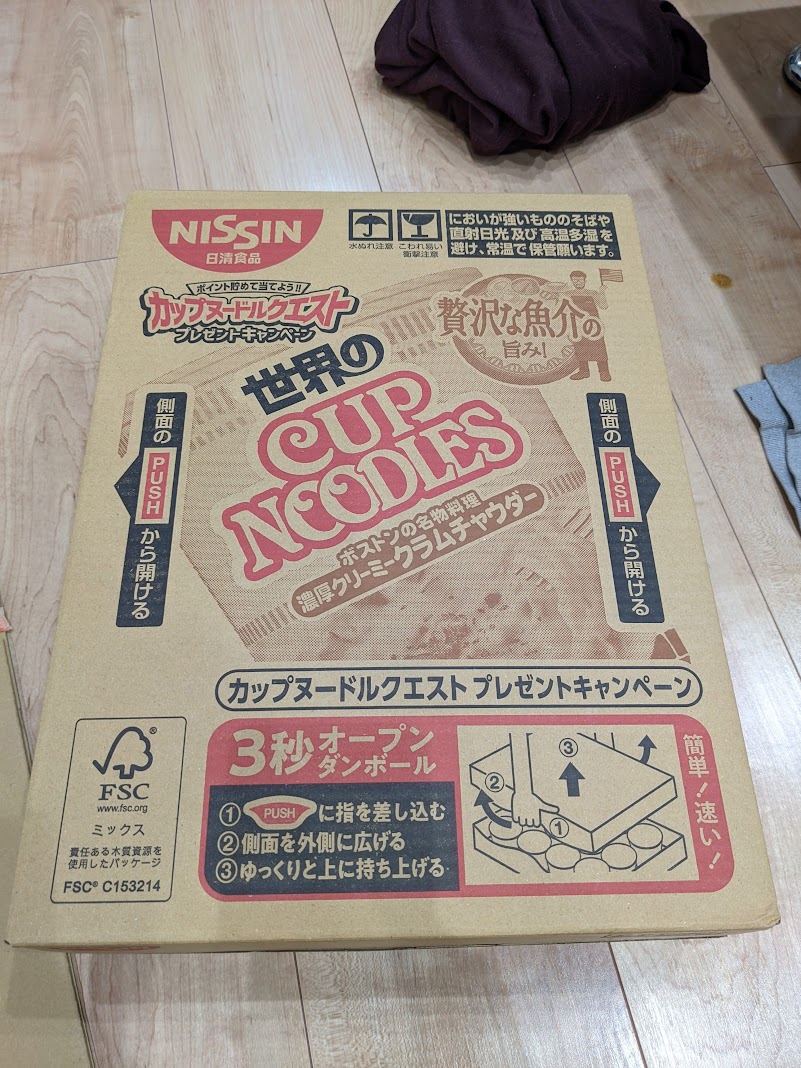 NISSIN
日清食品
水ぬれ注意
こわれ易い
衝撃注意
においが強いもののそばや
直射日光及び高温多湿を
避け、常温で保管願います。
ポイント貯めて当てよう!!
カップヌードルクエスト
プレゼントキャンペーン
贅沢な魚介の
旨み!
世界の
CUP
NOODLES
ボストンの名物料理
濃厚クリーミークラムチャウダー
側面の
PUSH
から開ける
側面の
PUSH
から開ける
カップヌードルクエスト プレゼントキャンペーン
FSC®
www.fsc.org
ミックス
責任ある木質資源を
使用したパッケージ
FSC® C153214
3秒オープン
ダンボール
①PUSHに指を差し込む
②側面を外側に広げる
③ゆっくりと上に持ち上げる
③
②
①
簡単!速い!